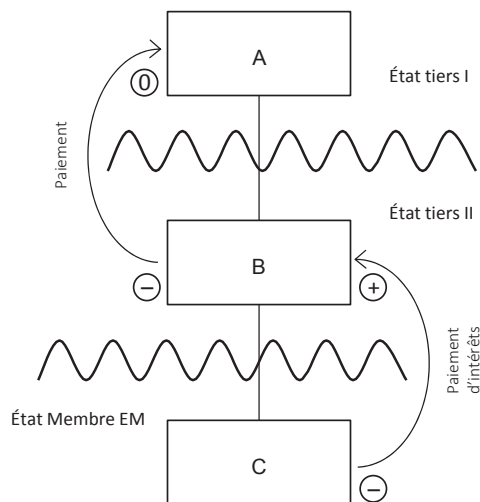 A
0
État tiers I
Paiement
État tiers II
B
–
+
Paiement
d’intérêts
État Membre EM
C
–